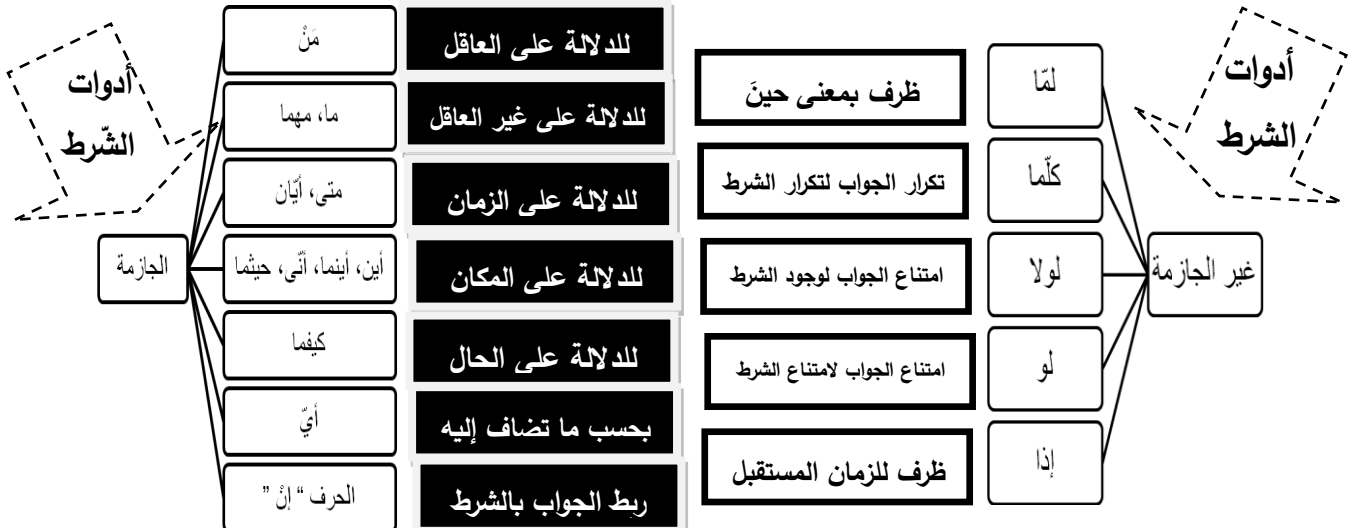 أدوات
الشرط
غير الجازمة
لمّا
ظرف بمعنى حينَ
كلّما
تكرار الجواب لتكرار الشرط
لولا
امتناع الجواب لوجود الشرط
لو
امتناع الجواب لامتناع الشرط
إذا
ظرف للزمان المستقبل
أدوات
الشّرط
الجازمة
مَنْ
للدلالة على العاقل
ما، مهما
للدلالة على غير العاقل
متى، أيّان
للدلالة على الزمان
أين، أينما، أنّى، حيثما
للدلالة على المكان
كيفما
للدلالة على الحال
أيّ
بحسب ما تضاف إليه
الحرف “ إنْ ”
ربط الجواب بالشرط